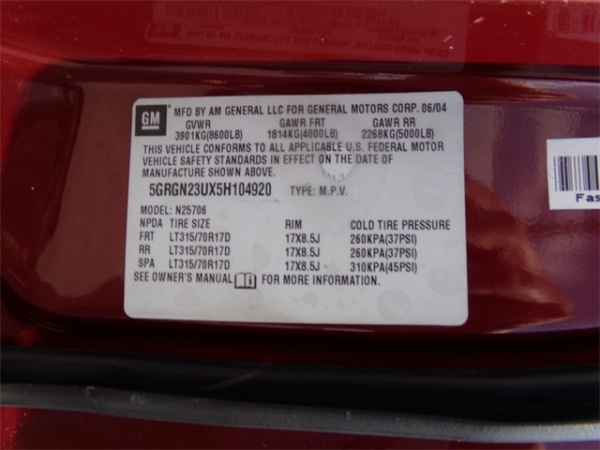 GM
MFD BY AM GENERAL LLC FOR GENERAL MOTORS CORP. 06/04
GVWR GAWR FRT GAWR RR
3901KG(8600LB) 1814KG(4000LB) 2268KG(5000LB)
THIS VEHICLE CONFORMS TO ALL APPLICABLE U.S. FEDERAL MOTOR
VEHICLE SAFETY STANDARDS IN EFFECT ON THE DATE OF
MANUFACTURE SHOWN ABOVE.
5GRGN23UX5H104920 TYPE: M.P.V.
MODEL: N25706
NPDA TIRE SIZE RIM COLD TIRE PRESSURE
FRT LT315/70R17D 17X8.5J 260KPA(37PSI)
RR LT315/70R17D 17X8.5J 260KPA(37PSI)
SPA LT315/70R17D 17X8.5J 310KPA(45PSI)
SEE OWNER'S MANUAL FOR MORE INFORMATION.
Fas